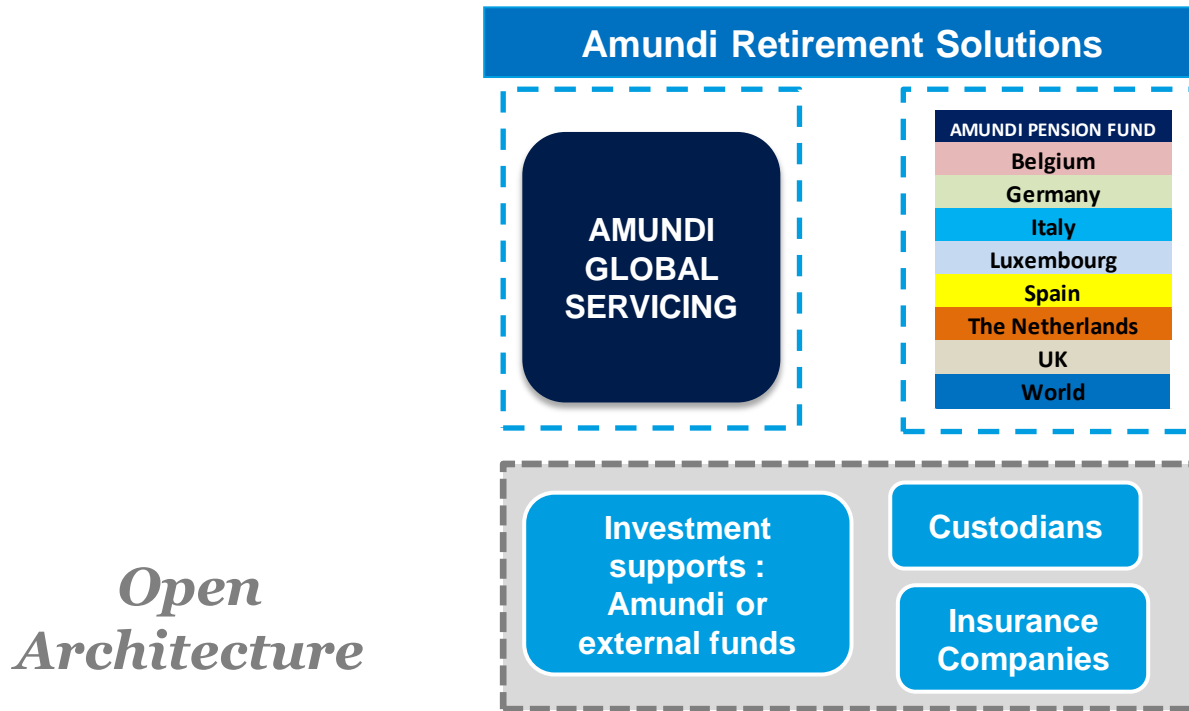 Amundi Retirement Solutions
AMUNDI
GLOBAL
SERVICING
AMUNDI PENSION FUND
Belgium
Germany
Italy
Luxembourg
Spain
The Netherlands
UK
World
Open
Architecture
Investment
supports :
Amundi or
external funds
Custodians
Insurance
Companies